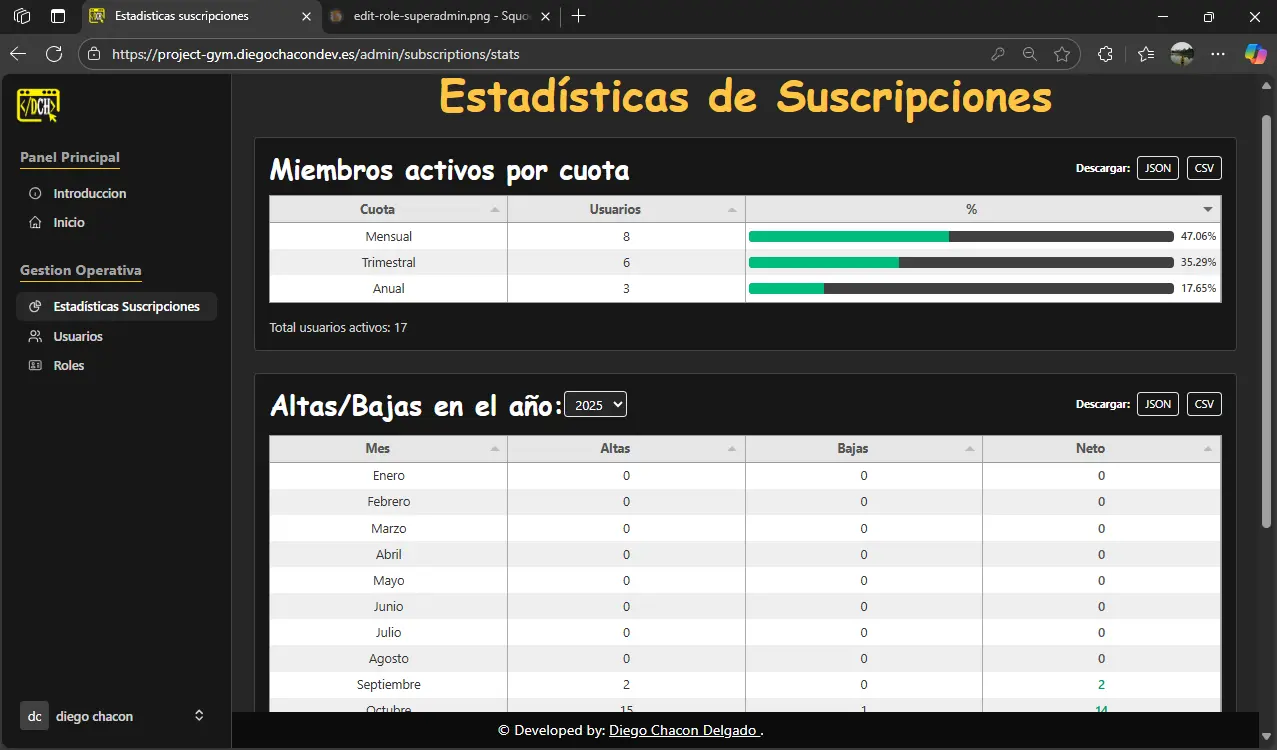 Estadisticas suscripciones
edit-role-superadmin.png - Squo
https://project-gym.diegochacondev.es/admin/subscriptions/stats
</DCH>
Panel Principal
Introduccion
Inicio
Gestion Operativa
Estadísticas Suscripciones
Usuarios
Roles
dc diego chacon
Estadísticas de Suscripciones
Miembros activos por cuota
Descargar: JSON CSV
Cuota Usuarios %
Mensual 8 47.06%
Trimestral 6 35.29%
Anual 3 17.65%
Total usuarios activos: 17
Altas/Bajas en el año: 2025
Descargar: JSON CSV
Mes Altas Bajas Neto
Enero 0 0 0
Febrero 0 0 0
Marzo 0 0 0
Abril 0 0 0
Mayo 0 0 0
Junio 0 0 0
Julio 0 0 0
Agosto 0 0 0
Septiembre 2 0 2
Octubre 15 1 14
© Developed by: Diego Chacon Delgado .